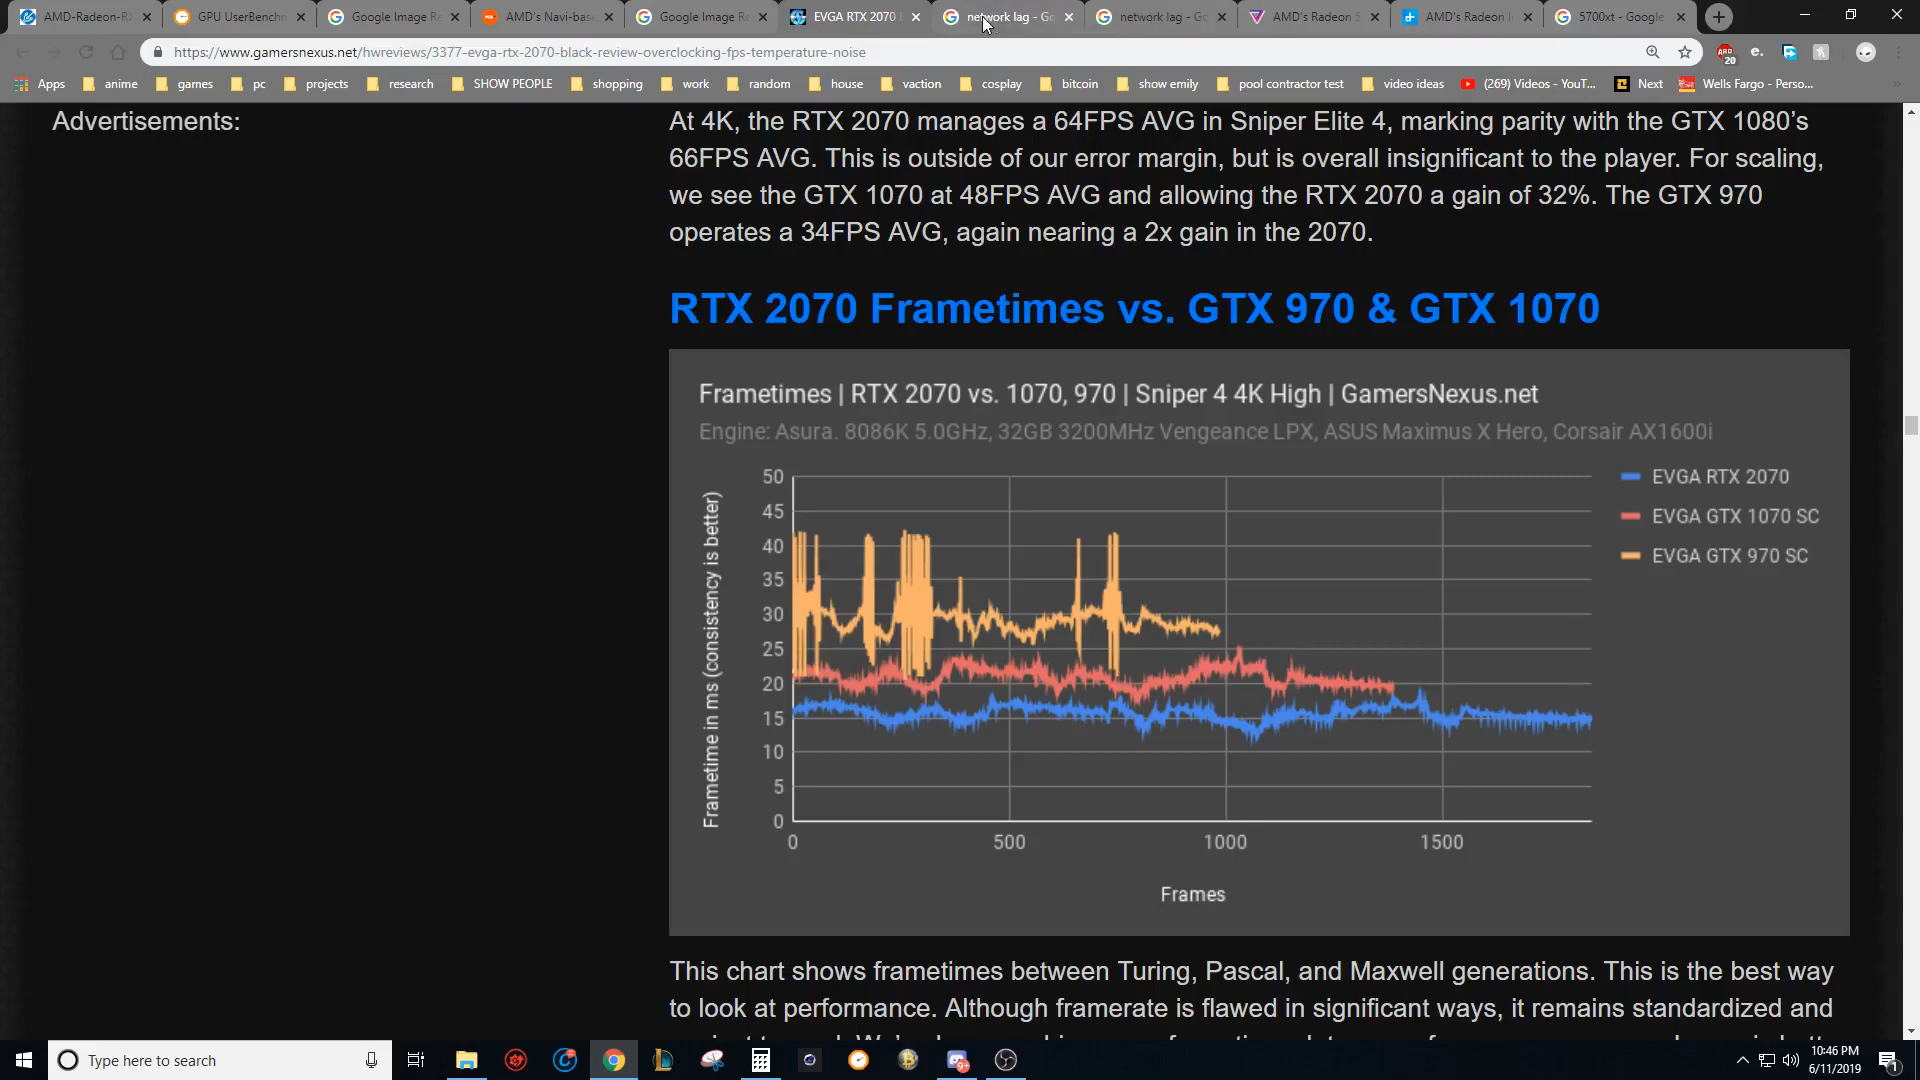 AMD-Radeon-RX
GPU UserBenchm
Google Image Re
AMD's Navi-base
Google Image Re
EVGA RTX 2070 B
network lag - Go
network lag - Go
AMD's Radeon 5
AMD's Radeon I
5700xt - Google
https://www.gamersnexus.net/hwreviews/3377-evga-rtx-2070-black-review-overclocking-fps-temperature-noise
20
Apps anime games pc projects research SHOW PEOPLE shopping work random house vaction cosplay bitcoin show emily pool contractor test video ideas (269) Videos - YouT... Next Wells Fargo - Perso...
Advertisements:
At 4K, the RTX 2070 manages a 64FPS AVG in Sniper Elite 4, marking parity with the GTX 1080's
66FPS AVG. This is outside of our error margin, but is overall insignificant to the player. For scaling,
we see the GTX 1070 at 48FPS AVG and allowing the RTX 2070 a gain of 32%. The GTX 970
operates a 34FPS AVG, again nearing a 2x gain in the 2070.
RTX 2070 Frametimes vs. GTX 970 & GTX 1070
Frametimes | RTX 2070 vs. 1070, 970 | Sniper 4 4K High | GamersNexus.net
Engine: Asura. 8086K 5.0GHz, 32GB 3200MHz Vengeance LPX, ASUS Maximus X Hero, Corsair AX1600i
Frametime in ms (consistency is better)
50
45
40
35
30
25
20
15
10
5
0
0 500 1000 1500
Frames
EVGA RTX 2070
EVGA GTX 1070 SC
EVGA GTX 970 SC
This chart shows frametimes between Turing, Pascal, and Maxwell generations. This is the best way
to look at performance. Although framerate is flawed in significant ways, it remains standardized and
Type here to search
9+
10:46 PM
6/11/2019
1